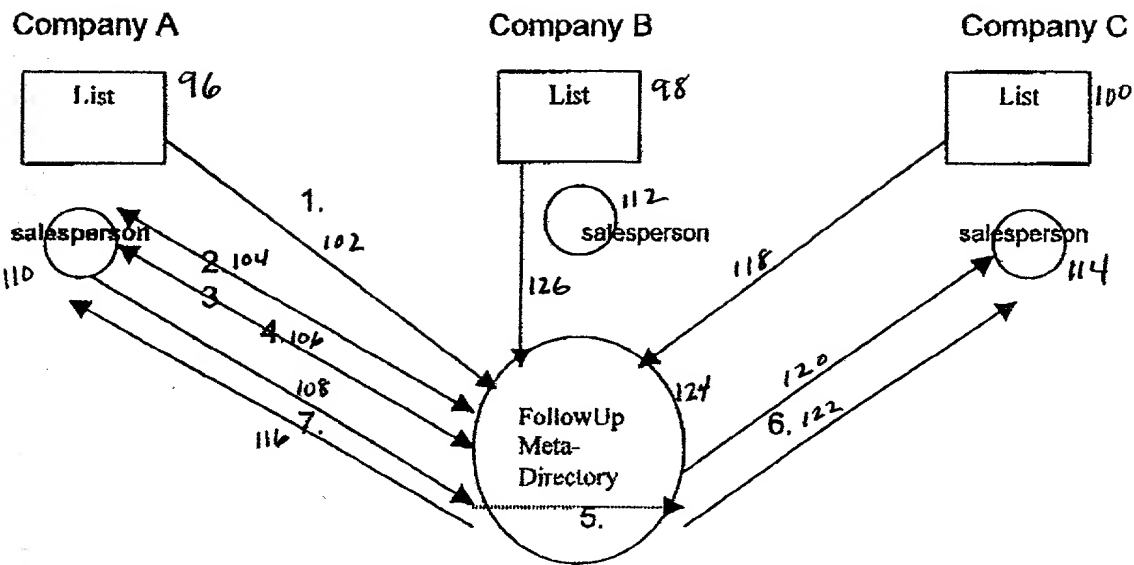 Company A Company B Company C
List 96 List 98 List 100
1.
112
salesperson salesperson salesperson
102
110 2. 104 118 114
126
3
4. 106
108 120
124
FollowUp
7. 6. 122
116
Meta-
Directory
5.